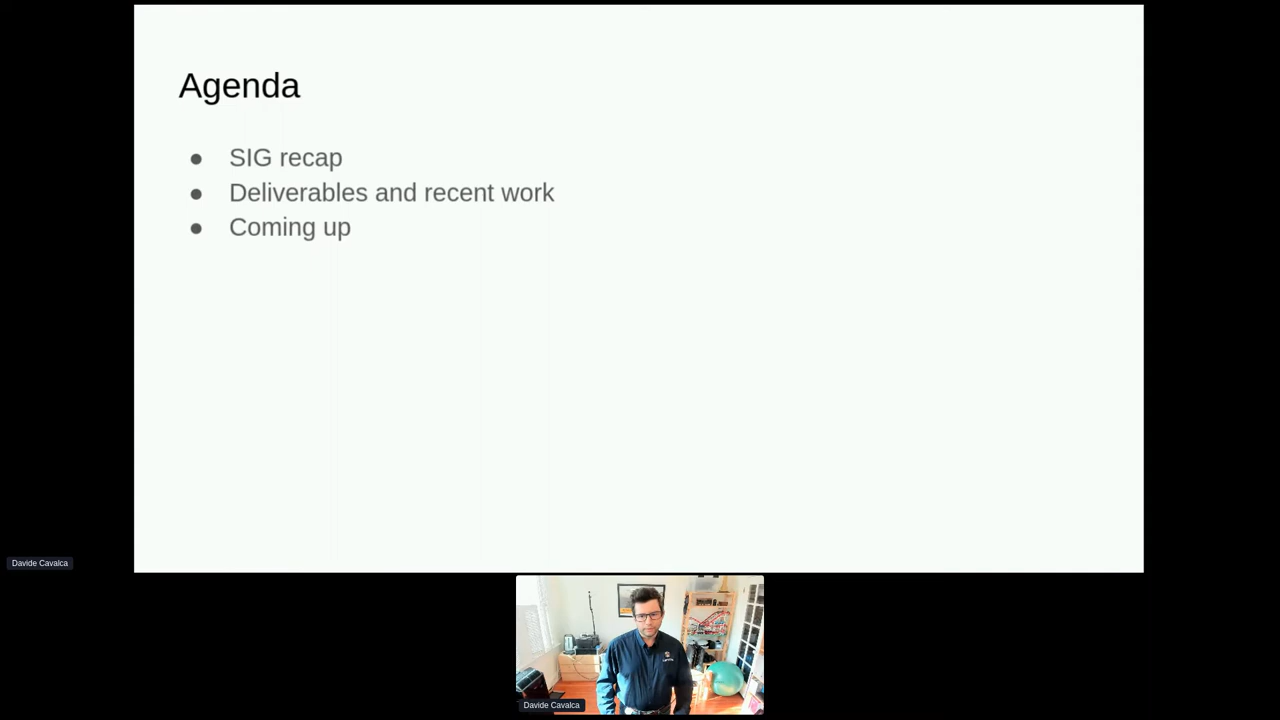 Agenda
● SIG recap
● Deliverables and recent work
● Coming up
Davide Cavalca
Davide Cavalca